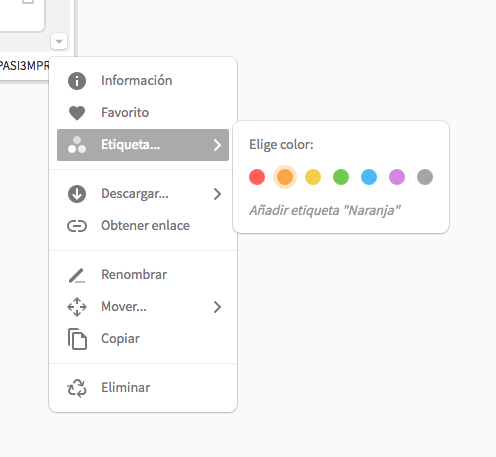 PASI3MPR
Información
Favorito
Etiqueta...
Elige color:
Añadir etiqueta "Naranja"
Descargar...
Obtener enlace
Renombrar
Mover...
Copiar
Eliminar